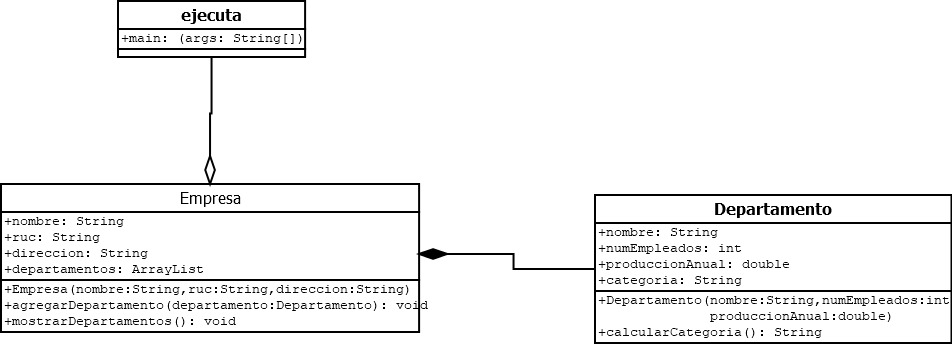 ejecuta
+main: (args: String[])
Empresa
+nombre: String
+ruc: String
+direccion: String
+departamentos: ArrayList
+Empresa(nombre:String,ruc:String,direccion:String)
+agregarDepartamento(departamento:Departamento): void
+mostrarDepartamentos(): void
Departamento
+nombre: String
+numEmpleados: int
+produccionAnual: double
+categoria: String
+Departamento(nombre:String,numEmpleados:int
produccionAnual:double)
+calcularCategoria(): String